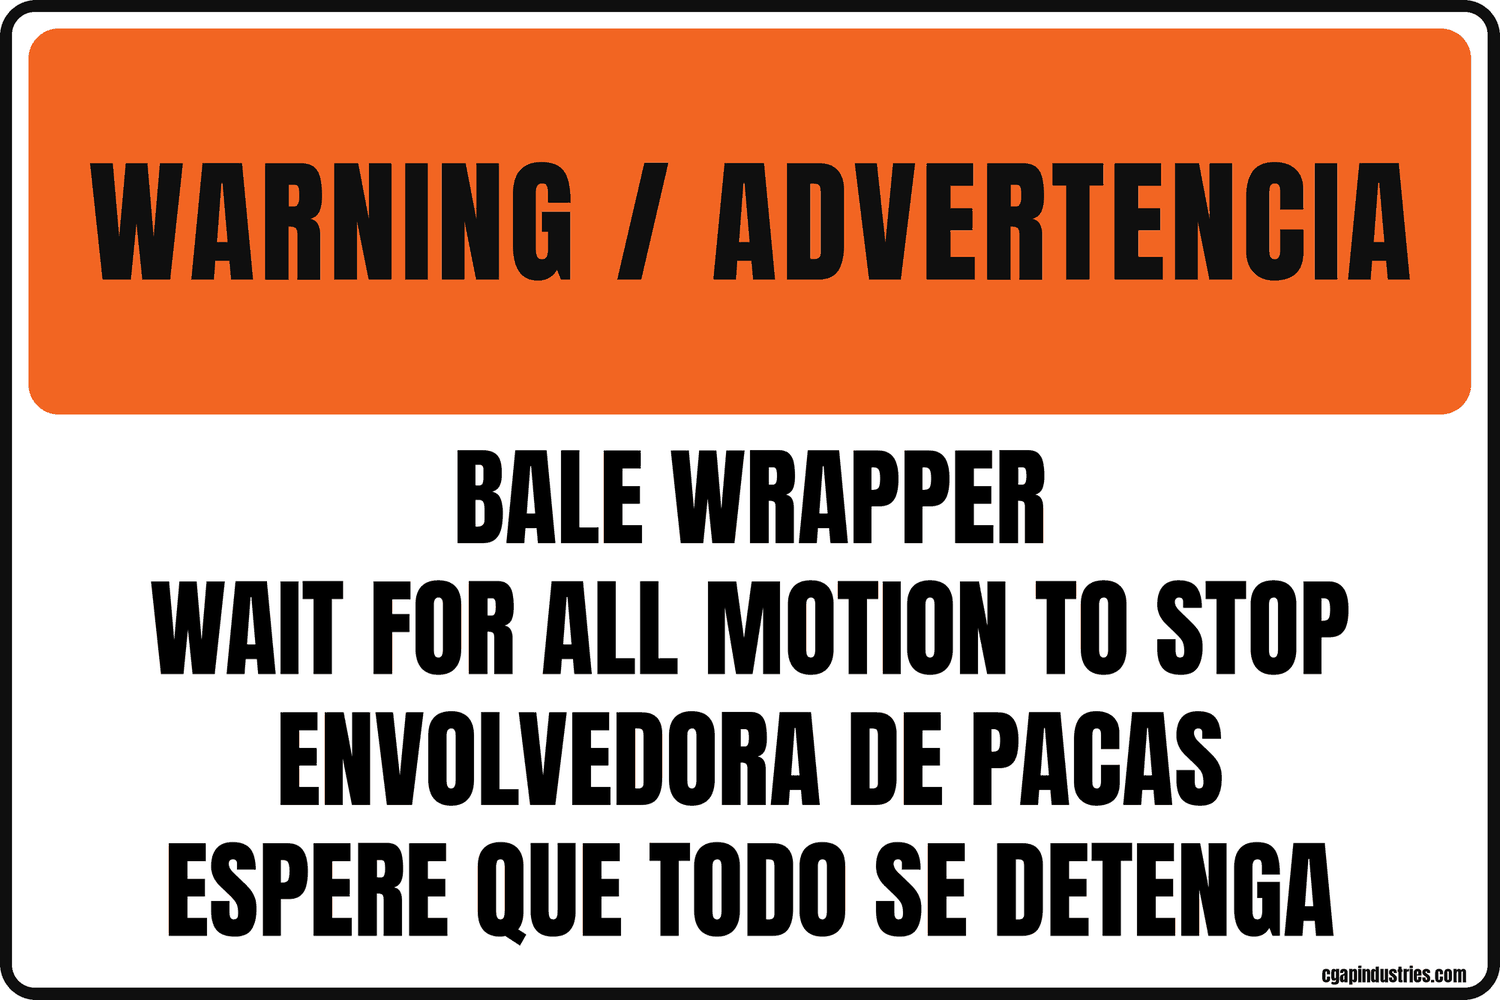 WARNING / ADVERTENCIA
BALE WRAPPER
WAIT FOR ALL MOTION TO STOP
ENVOLVEDORA DE PACAS
ESPERE QUE TODO SE DETENGA
cgapindustries.com